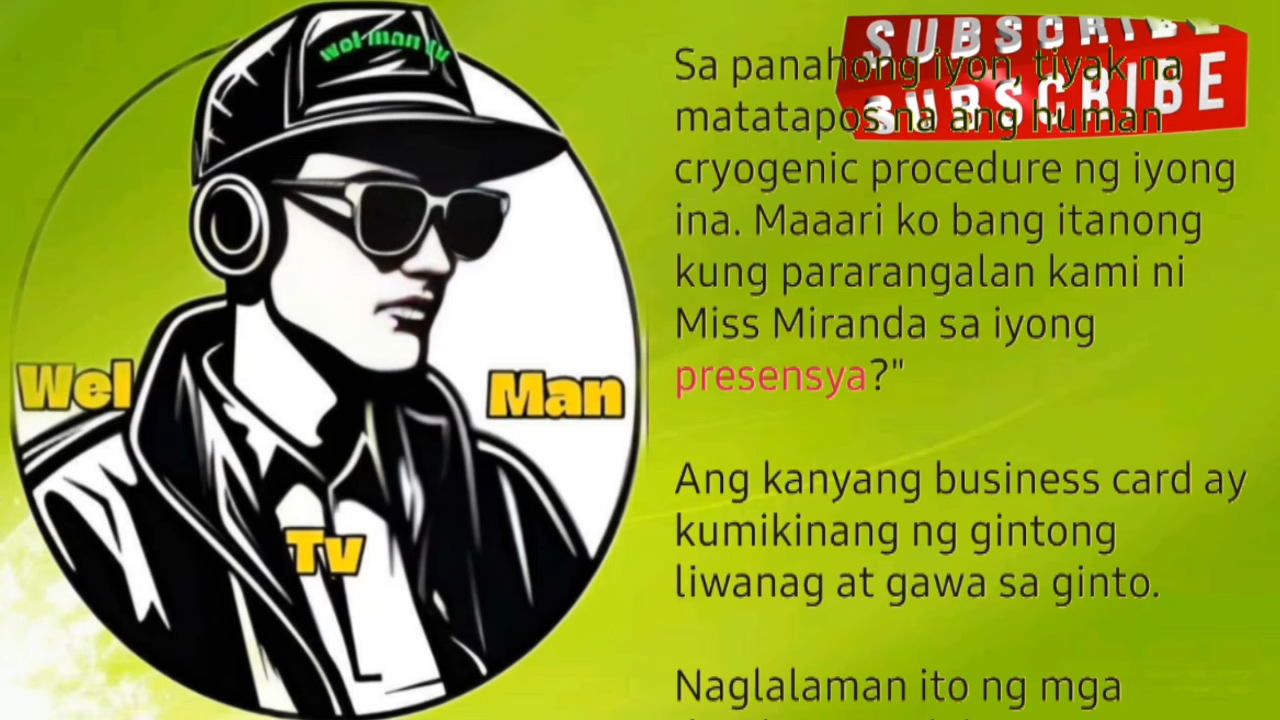 wol man tv
Wel
Man
Tv
SUBSCRIBE
SUBSCRIBE
Sa panahong iyon, tiyak na
matatapos na ang human
cryogenic procedure ng iyong
ina. Maaari ko bang itanong
kung pararangalan kami ni
Miss Miranda sa iyong
presensya?"
Ang kanyang business card ay
kumikinang ng gintong
liwanag at gawa sa ginto.
Naglalaman ito ng mga